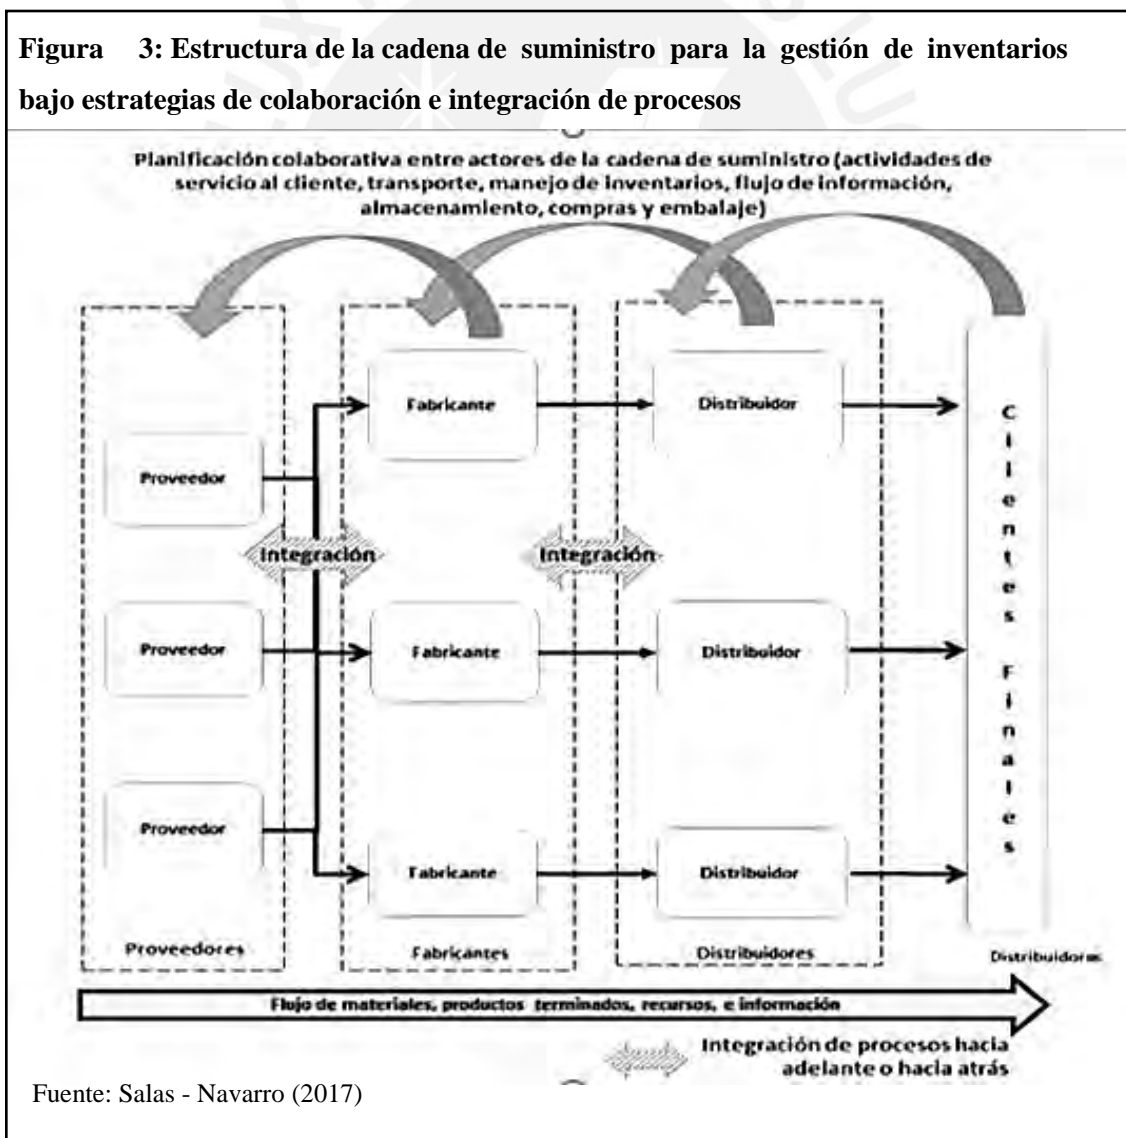 Figura 3: Estructura de la cadena de suministro para la gestión de inventarios
bajo estrategias de colaboración e integración de procesos
Planificación colaborativa entre actores de la cadena de suministro (actividades de
servicio al cliente, transporte, manejo de inventarios, flujo de información,
almacenamiento, compras y embalaje)
Fabricante
Distribuidor
Proveedor
Integración
Integración
Proveedor
Fabricante
Distribuidor
Proveedor
Fabricante
Distribuidor
Clientes Finales
Proveedores
Fabricantes
Distribuidores
Distribuidores
Flujo de materiales, productos terminados, recursos, e información
Integración de procesos hacia
adelante o hacia atrás
Fuente: Salas - Navarro (2017)